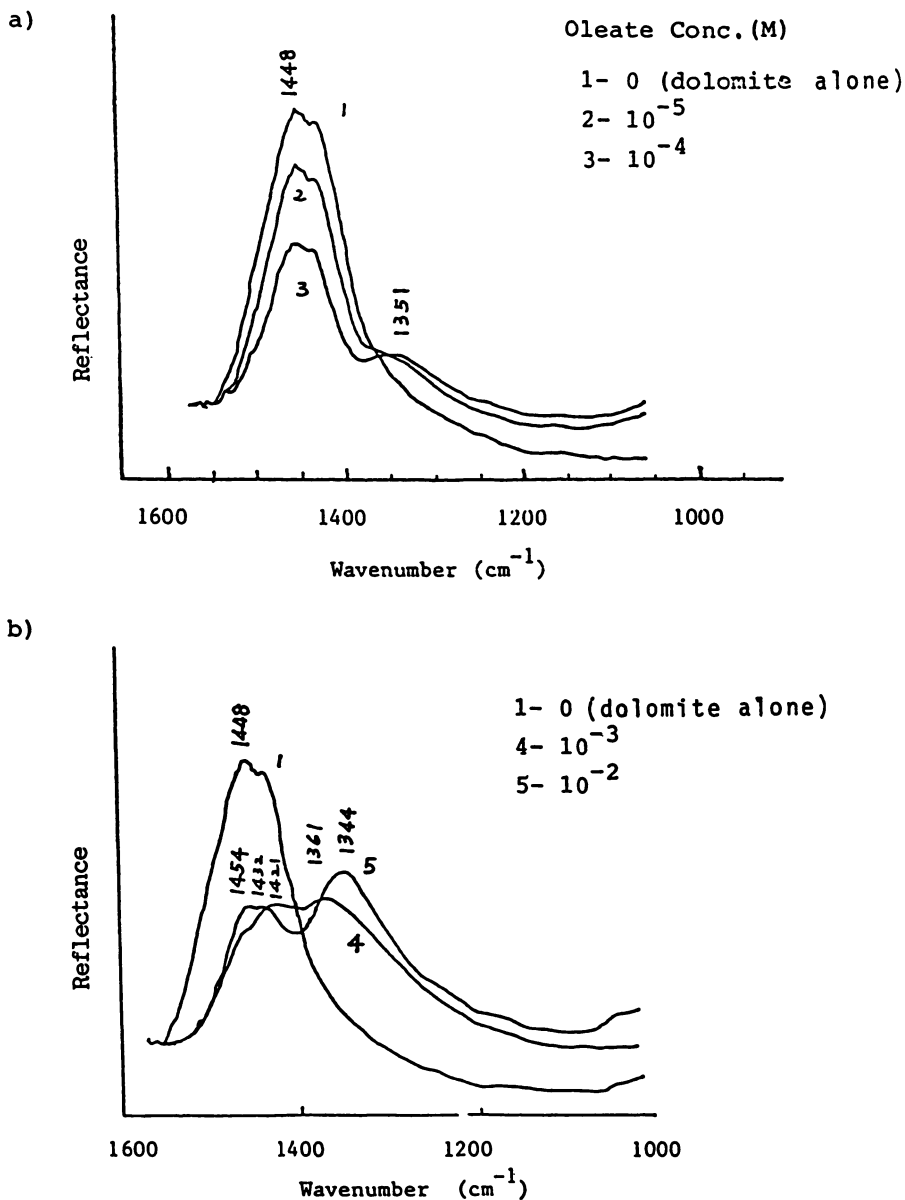 a)
Oleate Conc.(M)
1- 0 (dolomite alone)
2- 10⁻⁵
3- 10⁻⁴
1448
1
2
3
1351
Reflectance
1600 1400 1200 1000
Wavenumber (cm⁻¹)
b)
1- 0 (dolomite alone)
4- 10⁻³
5- 10⁻²
1448
1
1454
1432
1421
1361
1344
5
4
Reflectance
1600 1400 1200 1000
Wavenumber (cm⁻¹)